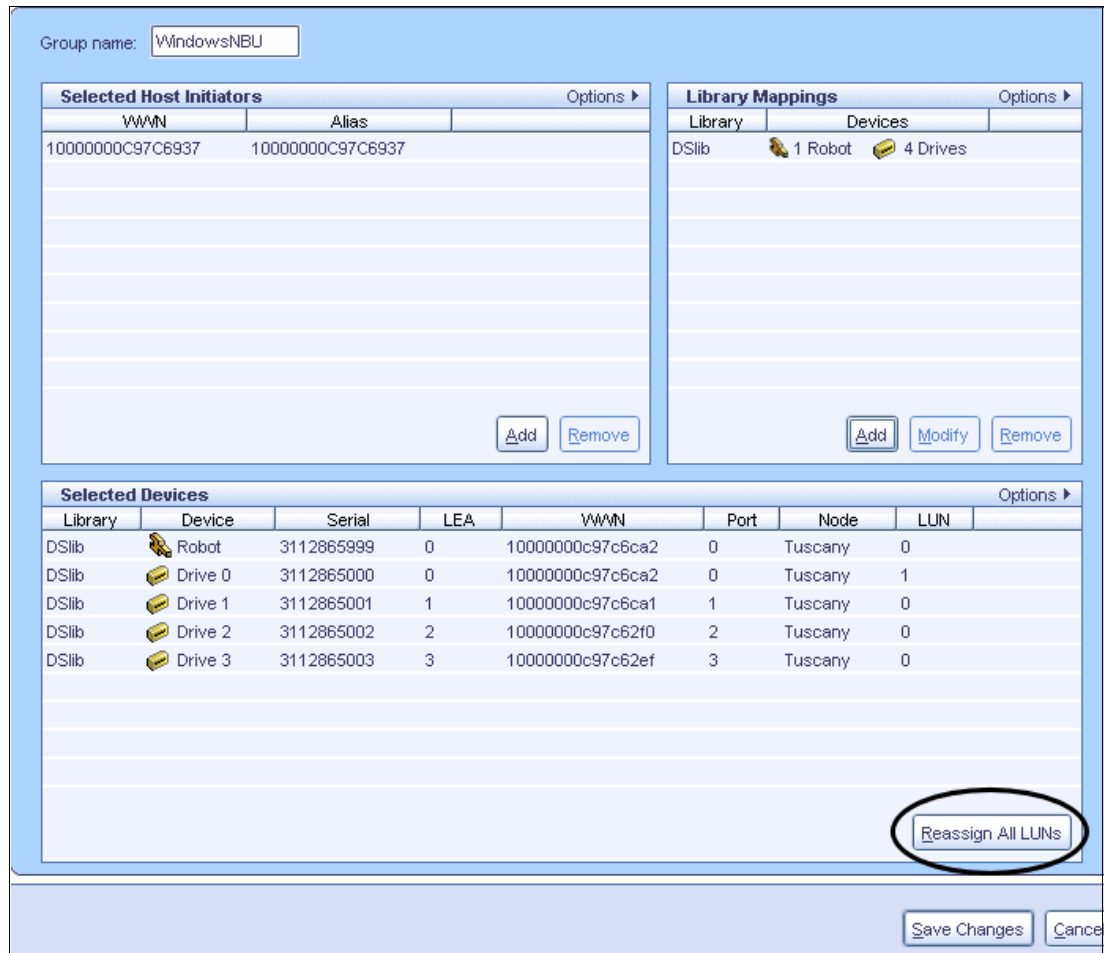 Group name: WindowsNBU
Selected Host Initiators Options
WWN Alias
10000000C97C6937 10000000C97C6937
Add Remove
Library Mappings Options
Library Devices
DSlib 1 Robot 4 Drives
Add Modify Remove
Selected Devices Options
Library Device Serial LEA WWN Port Node LUN
DSlib Robot 3112865999 0 10000000c97c6ca2 0 Tuscany 0
DSlib Drive 0 3112865000 0 10000000c97c6ca2 0 Tuscany 1
DSlib Drive 1 3112865001 1 10000000c97c6ca1 1 Tuscany 0
DSlib Drive 2 3112865002 2 10000000c97c62f0 2 Tuscany 0
DSlib Drive 3 3112865003 3 10000000c97c62ef 3 Tuscany 0
Reassign All LUNs
Save Changes Cance